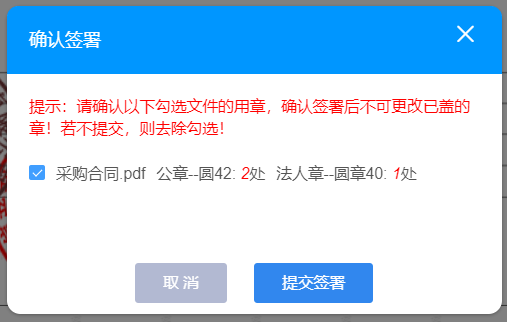 确认签署
提示：请确认以下勾选文件的用章，确认签署后不可更改已盖的
章！若不提交，则去除勾选！
采购合同.pdf 公章--圆42: 2处 法人章--圆章40: 1处
取 消 提交签署